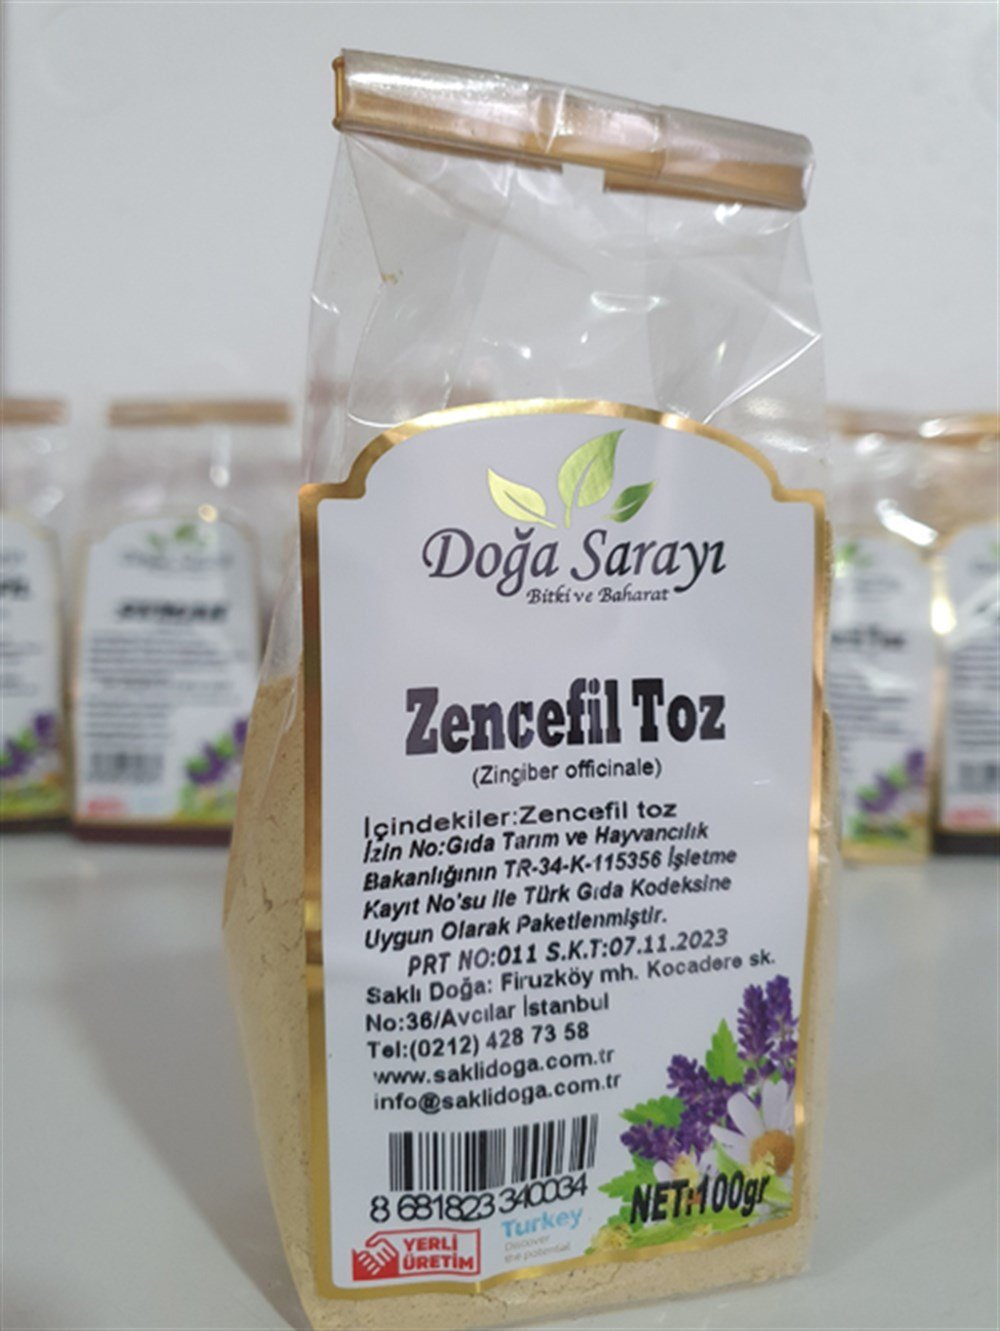 Doğa Sarayı
Bitki ve Baharat
Zencefil Toz
(Zingiber officinale)
İçindekiler:Zencefil toz
İzin No:Gıda Tarım ve Hayvancılık
Bakanlığının TR-34-K-115356 İşletme
Kayıt No'su ile Türk Gıda Kodeksine
Uygun Olarak Paketlenmiştir.
PRT NO:011 S.K.T:07.11.2023
Saklı Doğa: Firuzköy mh. Kocadere sk.
No:36/Avcılar İstanbul
Tel:(0212) 428 73 58
www.saklidoga.com.tr
info@saklidoga.com.tr
8 681823 340034
NET:100gr
YERLİ
ÜRETİM
Turkey
Discover
the potential